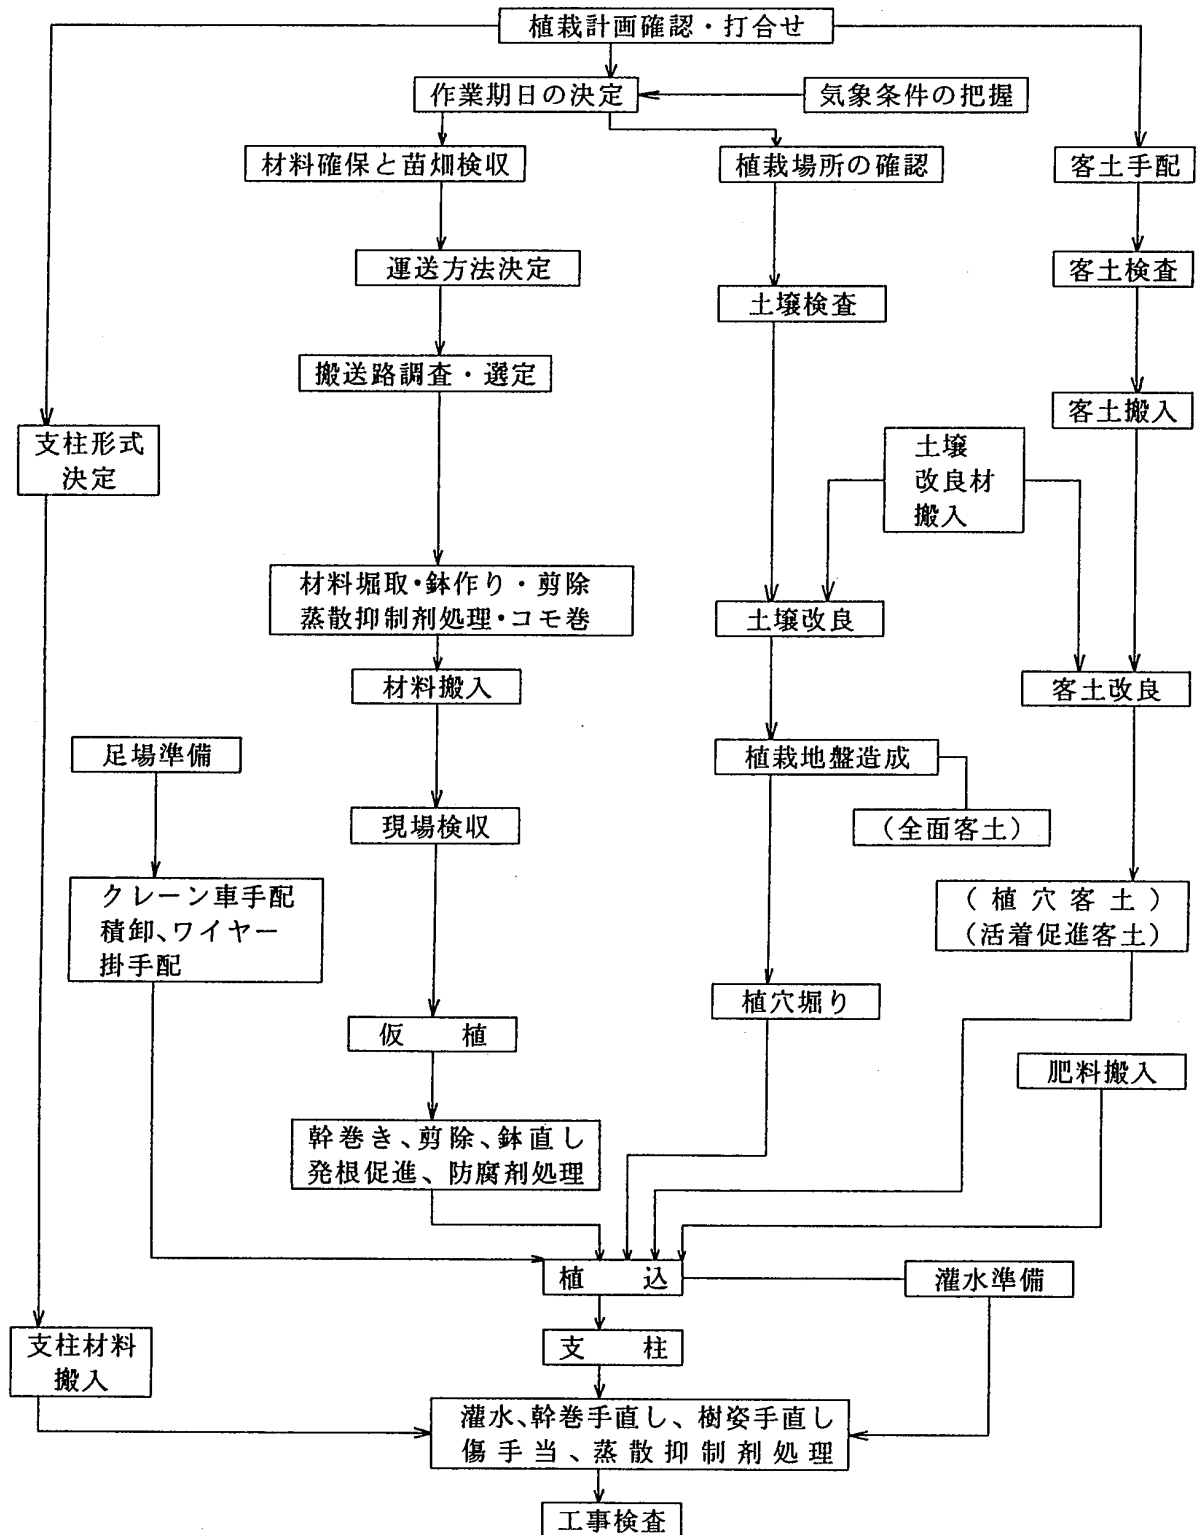 植栽計画確認・打合せ
作業期日の決定
気象条件の把握
材料確保と苗畑検収
植栽場所の確認
客土手配
運送方法決定
客土検査
土壌検査
搬送路調査・選定
客土搬入
支柱形式
決定
土壌
改良材
搬入
材料堀取・鉢作り・剪除
蒸散抑制剤処理・コモ巻
土壌改良
材料搬入
客土改良
足場準備
植栽地盤造成
現場検収
（全面客土）
クレーン車手配
積卸、ワイヤー
掛手配
（植穴客土）
（活着促進客土）
植穴堀り
仮　植
肥料搬入
幹巻き、剪除、鉢直し
発根促進、防腐剤処理
植　込
灌水準備
支柱材料
搬入
支　柱
灌水、幹巻手直し、樹姿手直し
傷手当、蒸散抑制剤処理
工事検査